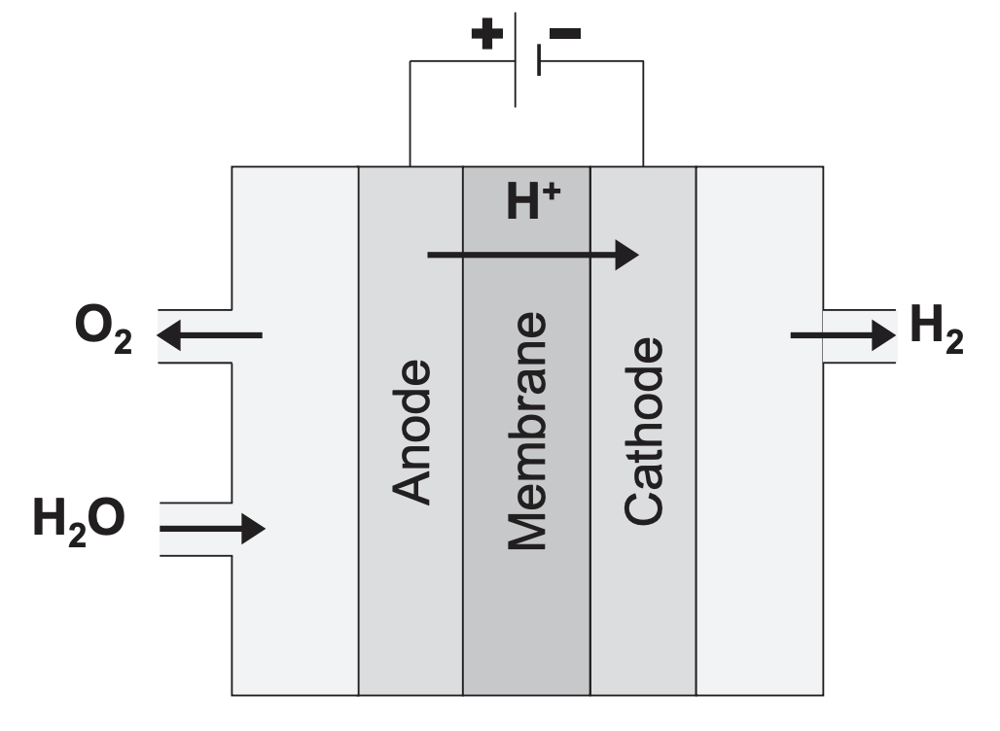 + −
H⁺
O₂
H₂
H₂O
Anode
Membrane
Cathode